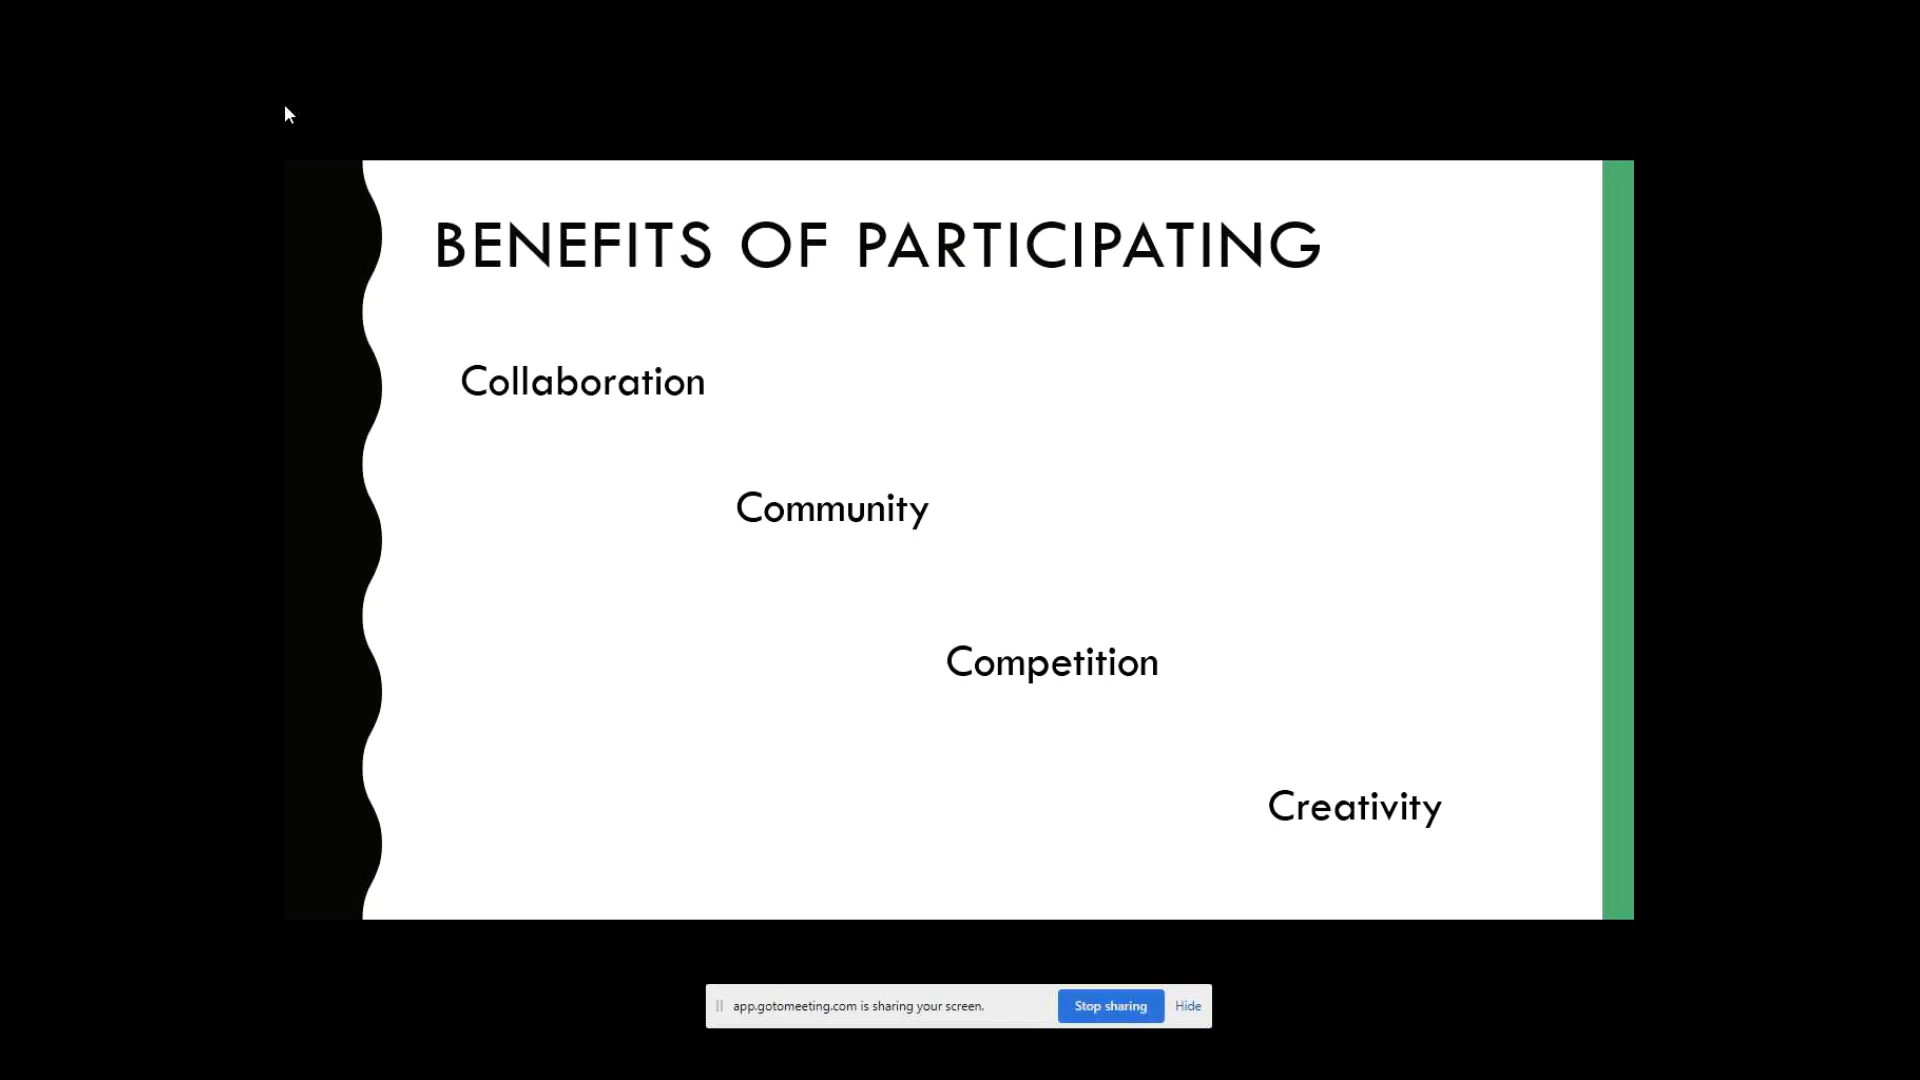 BENEFITS OF PARTICIPATING
Collaboration
Community
Competition
Creativity
app.gotomeeting.com is sharing your screen. Stop sharing Hide